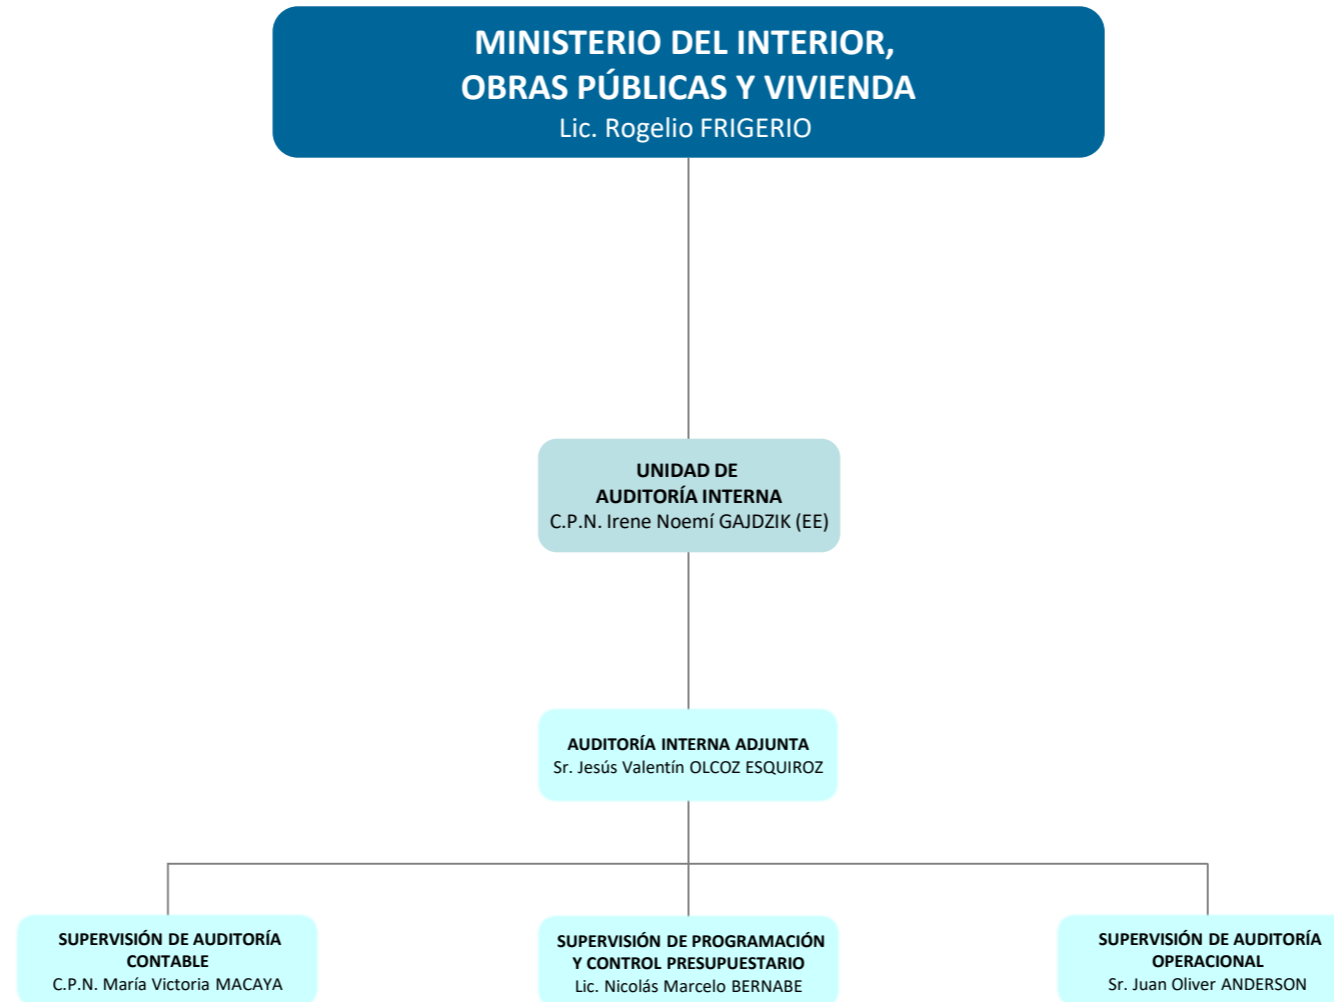 MINISTERIO DEL INTERIOR,
OBRAS PÚBLICAS Y VIVIENDA
Lic. Rogelio FRIGERIO
UNIDAD DE
AUDITORÍA INTERNA
C.P.N. Irene Noemí GAJDZIK (EE)
AUDITORÍA INTERNA ADJUNTA
Sr. Jesús Valentín OLCOZ ESQUIROZ
SUPERVISIÓN DE AUDITORÍA
CONTABLE
C.P.N. María Victoria MACAYA
SUPERVISIÓN DE PROGRAMACIÓN
Y CONTROL PRESUPUESTARIO
Lic. Nicolás Marcelo BERNABE
SUPERVISIÓN DE AUDITORÍA
OPERACIONAL
Sr. Juan Oliver ANDERSON